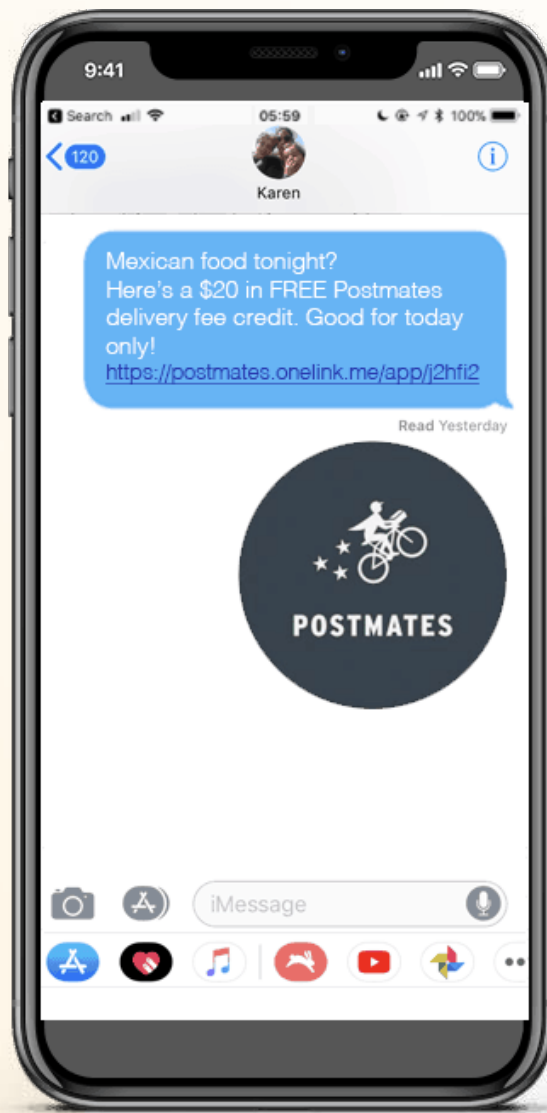 9:41
Search 05:59 100%
120
Karen
Mexican food tonight?
Here's a $20 in FREE Postmates
delivery fee credit. Good for today
only!
https://postmates.onelink.me/app/j2hfi2
Read Yesterday
POSTMATES
iMessage